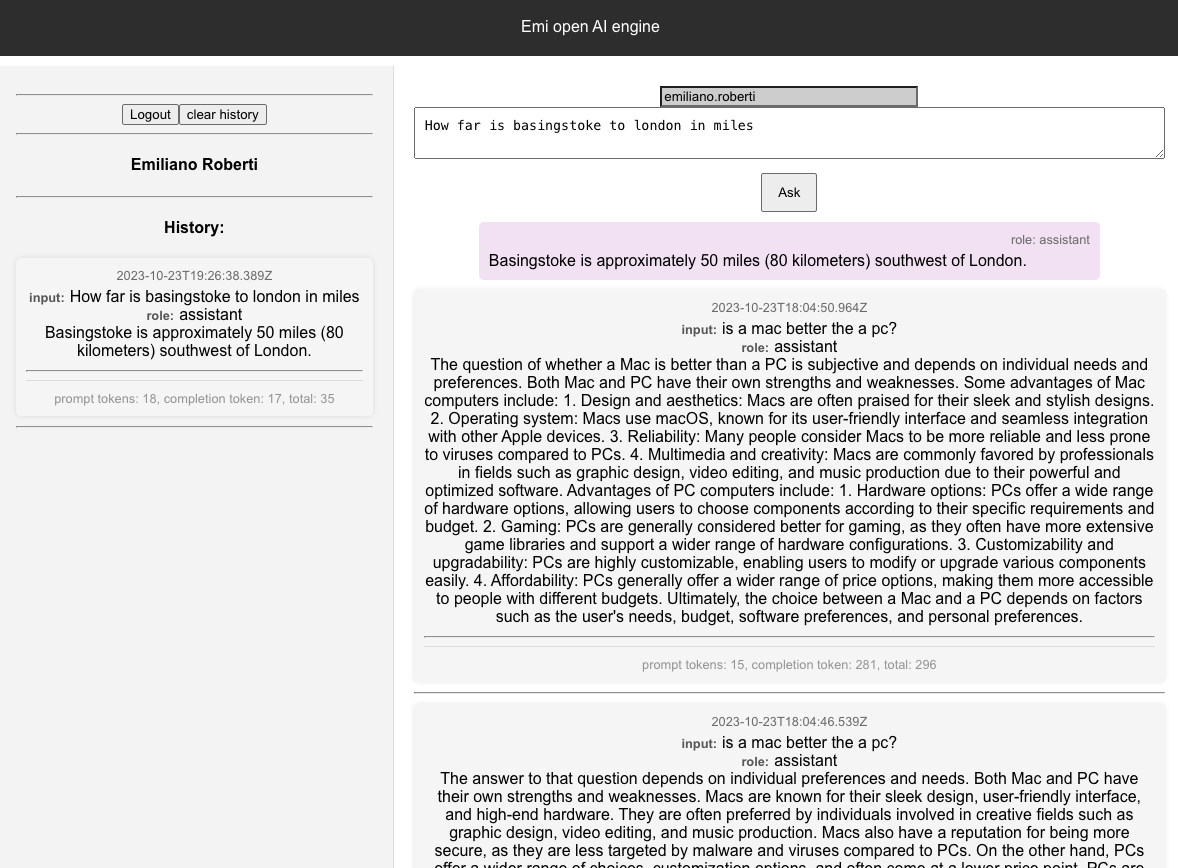 Emi open AI engine
Logout clear history
Emiliano Roberti
History:
2023-10-23T19:26:38.389Z
input: How far is basingstoke to london in miles
role: assistant
Basingstoke is approximately 50 miles (80
kilometers) southwest of London.
prompt tokens: 18, completion token: 17, total: 35
emiliano.roberti
How far is basingstoke to london in miles
Ask
role: assistant
Basingstoke is approximately 50 miles (80 kilometers) southwest of London.
2023-10-23T18:04:50.964Z
input: is a mac better the a pc?
role: assistant
The question of whether a Mac is better than a PC is subjective and depends on individual needs and
preferences. Both Mac and PC have their own strengths and weaknesses. Some advantages of Mac
computers include: 1. Design and aesthetics: Macs are often praised for their sleek and stylish designs.
2. Operating system: Macs use macOS, known for its user-friendly interface and seamless integration
with other Apple devices. 3. Reliability: Many people consider Macs to be more reliable and less prone
to viruses compared to PCs. 4. Multimedia and creativity: Macs are commonly favored by professionals
in fields such as graphic design, video editing, and music production due to their powerful and
optimized software. Advantages of PC computers include: 1. Hardware options: PCs offer a wide range
of hardware options, allowing users to choose components according to their specific requirements and
budget. 2. Gaming: PCs are generally considered better for gaming, as they often have more extensive
game libraries and support a wider range of hardware configurations. 3. Customizability and
upgradability: PCs are highly customizable, enabling users to modify or upgrade various components
easily. 4. Affordability: PCs generally offer a wider range of price options, making them more accessible
to people with different budgets. Ultimately, the choice between a Mac and a PC depends on factors
such as the user's needs, budget, software preferences, and personal preferences.
prompt tokens: 15, completion token: 281, total: 296
2023-10-23T18:04:46.539Z
input: is a mac better the a pc?
role: assistant
The answer to that question depends on individual preferences and needs. Both Mac and PC have
their own strengths and weaknesses. Macs are known for their sleek design, user-friendly interface,
and high-end hardware. They are often preferred by individuals involved in creative fields such as
graphic design, video editing, and music production. Macs also have a reputation for being more
secure, as they are less targeted by malware and viruses compared to PCs. On the other hand, PCs
offer a wider range of choices, customization options, and often come at a lower price point. PCs are